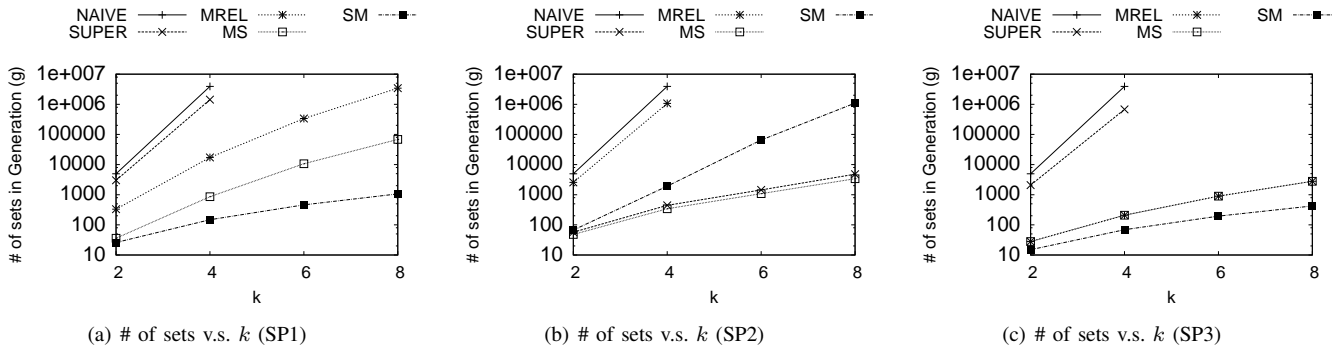 NAIVE MREL SM
SUPER MS
# of sets in Generation (g)
1e+007
1e+006
100000
10000
1000
100
10
2 4 6 8
k
(a) # of sets v.s. k (SP1)
NAIVE MREL SM
SUPER MS
# of sets in Generation (g)
1e+007
1e+006
100000
10000
1000
100
10
2 4 6 8
k
(b) # of sets v.s. k (SP2)
NAIVE MREL SM
SUPER MS
# of sets in Generation (g)
1e+007
1e+006
100000
10000
1000
100
10
2 4 6 8
k
(c) # of sets v.s. k (SP3)